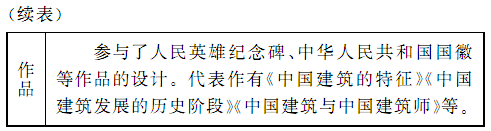 （续表）
作品
参与了人民英雄纪念碑、中华人民共和国国徽
等作品的设计。代表作有《中国建筑的特征》《中国
建筑发展的历史阶段》《中国建筑与中国建筑师》等。